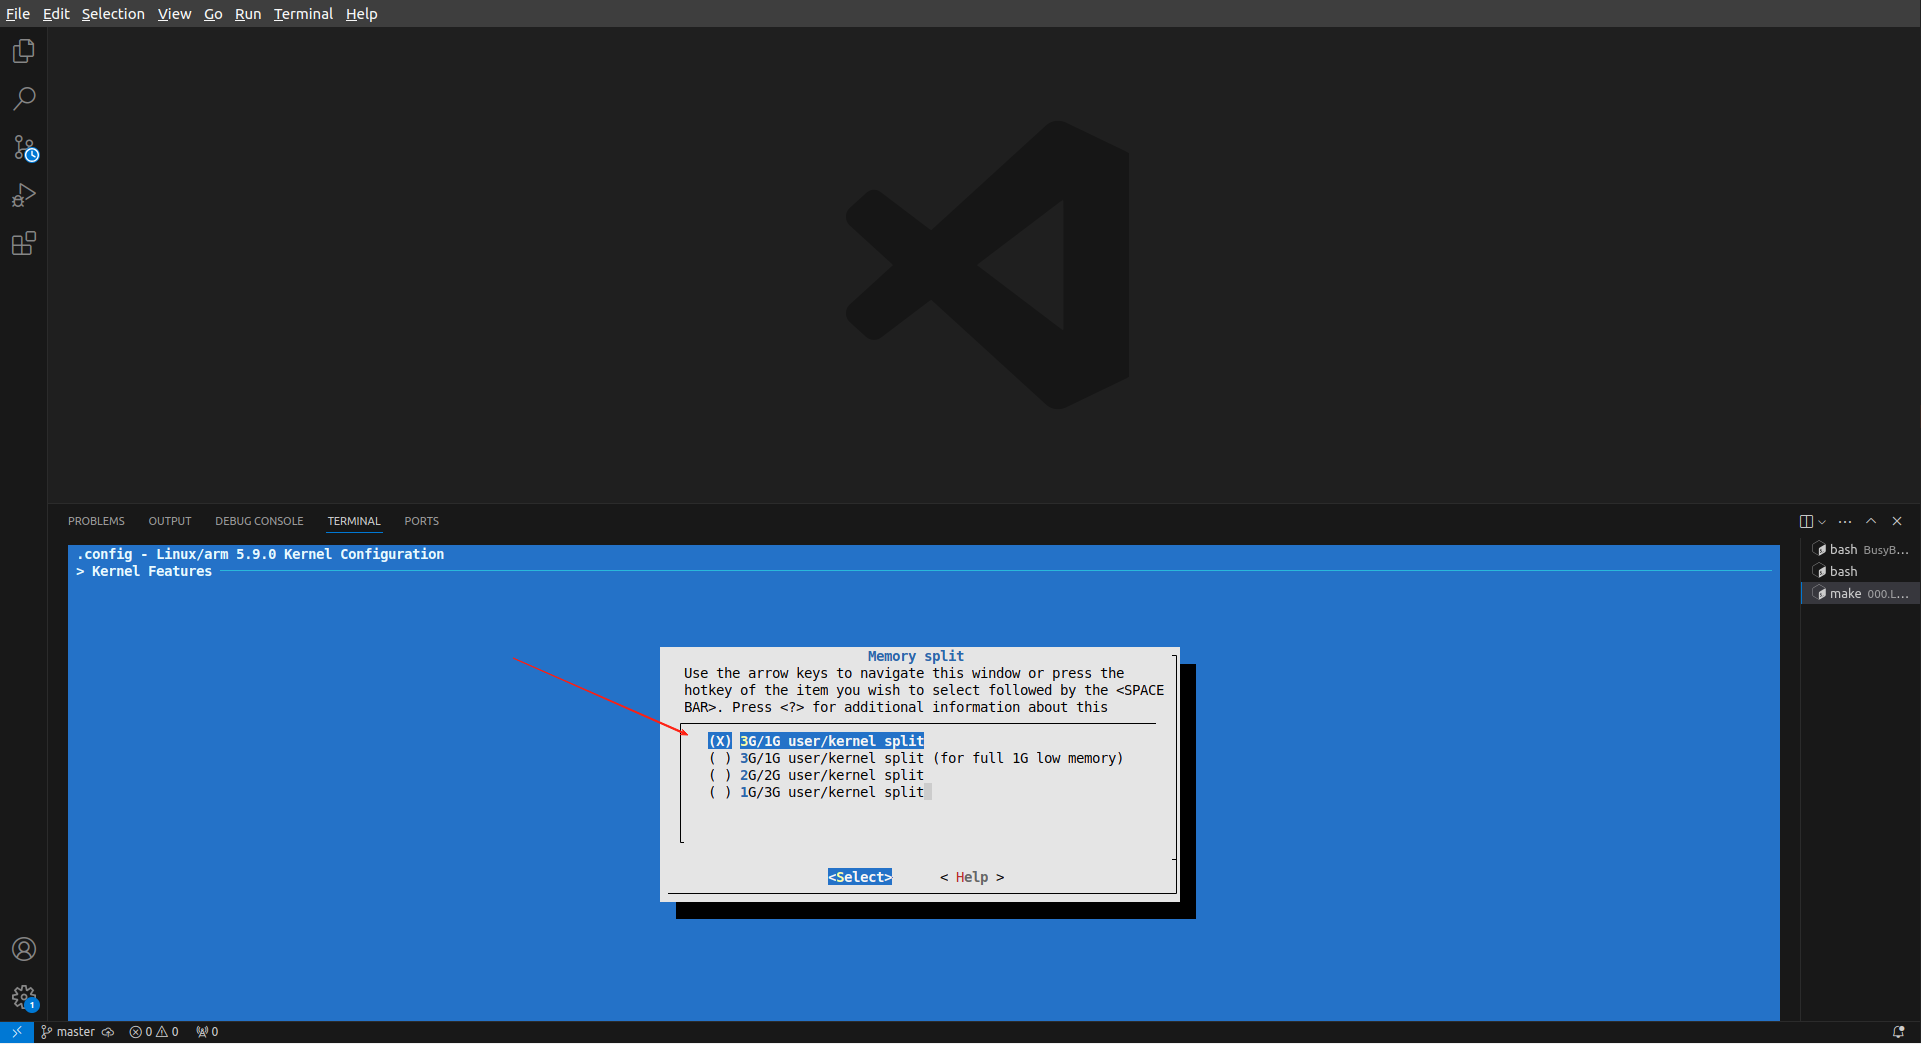 File Edit Selection View Go Run Terminal Help
PROBLEMS OUTPUT DEBUG CONSOLE TERMINAL PORTS
.config - Linux/arm 5.9.0 Kernel Configuration
> Kernel Features
Memory split
Use the arrow keys to navigate this window or press the
hotkey of the item you wish to select followed by the <SPACE
BAR>. Press <?> for additional information about this
(X) 3G/1G user/kernel split
( ) 3G/1G user/kernel split (for full 1G low memory)
( ) 2G/2G user/kernel split
( ) 1G/3G user/kernel split
<Select> < Help >
bash BusyB...
bash
make 000.L...
1
master 0 0 0